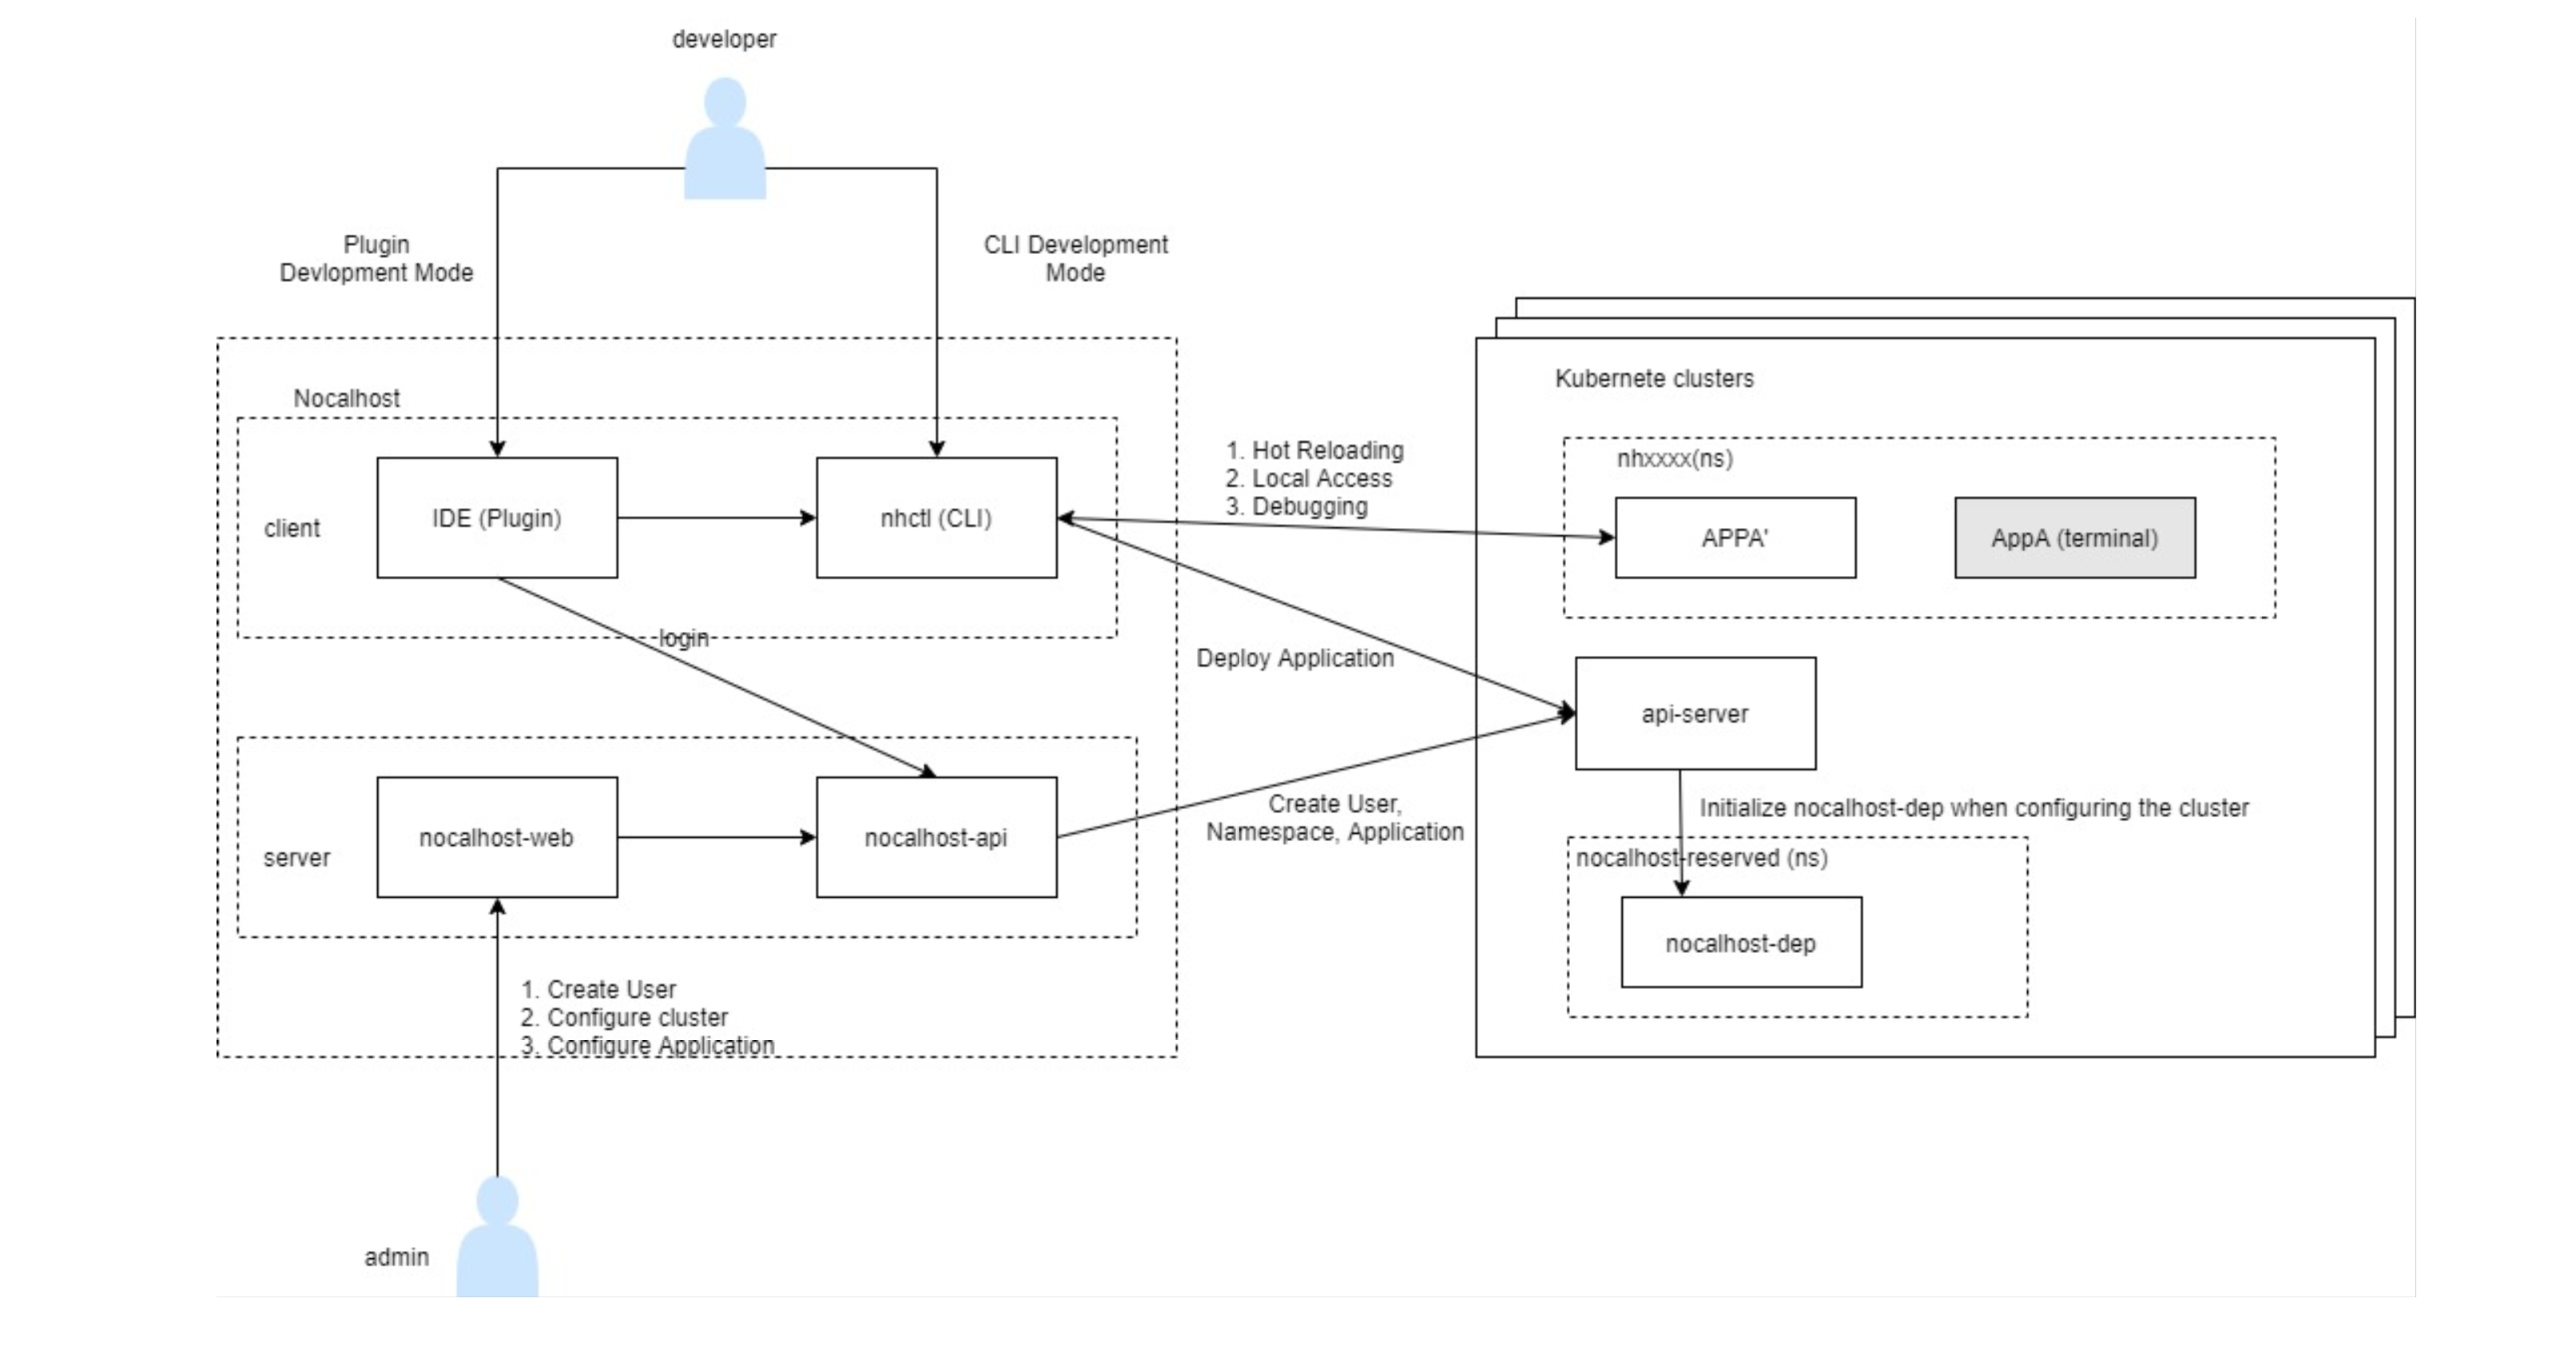 developer
Plugin
Devlopment Mode
CLI Development
Mode
Nocalhost
client
IDE (Plugin)
nhctl (CLI)
login
server
nocalhost-web
nocalhost-api
1. Create User
2. Configure cluster
3. Configure Application
admin
1. Hot Reloading
2. Local Access
3. Debugging
Deploy Application
Create User,
Namespace, Application
Kubernete clusters
nhxxxx(ns)
APPA'
AppA (terminal)
api-server
Initialize nocalhost-dep when configuring the cluster
nocalhost-reserved (ns)
nocalhost-dep